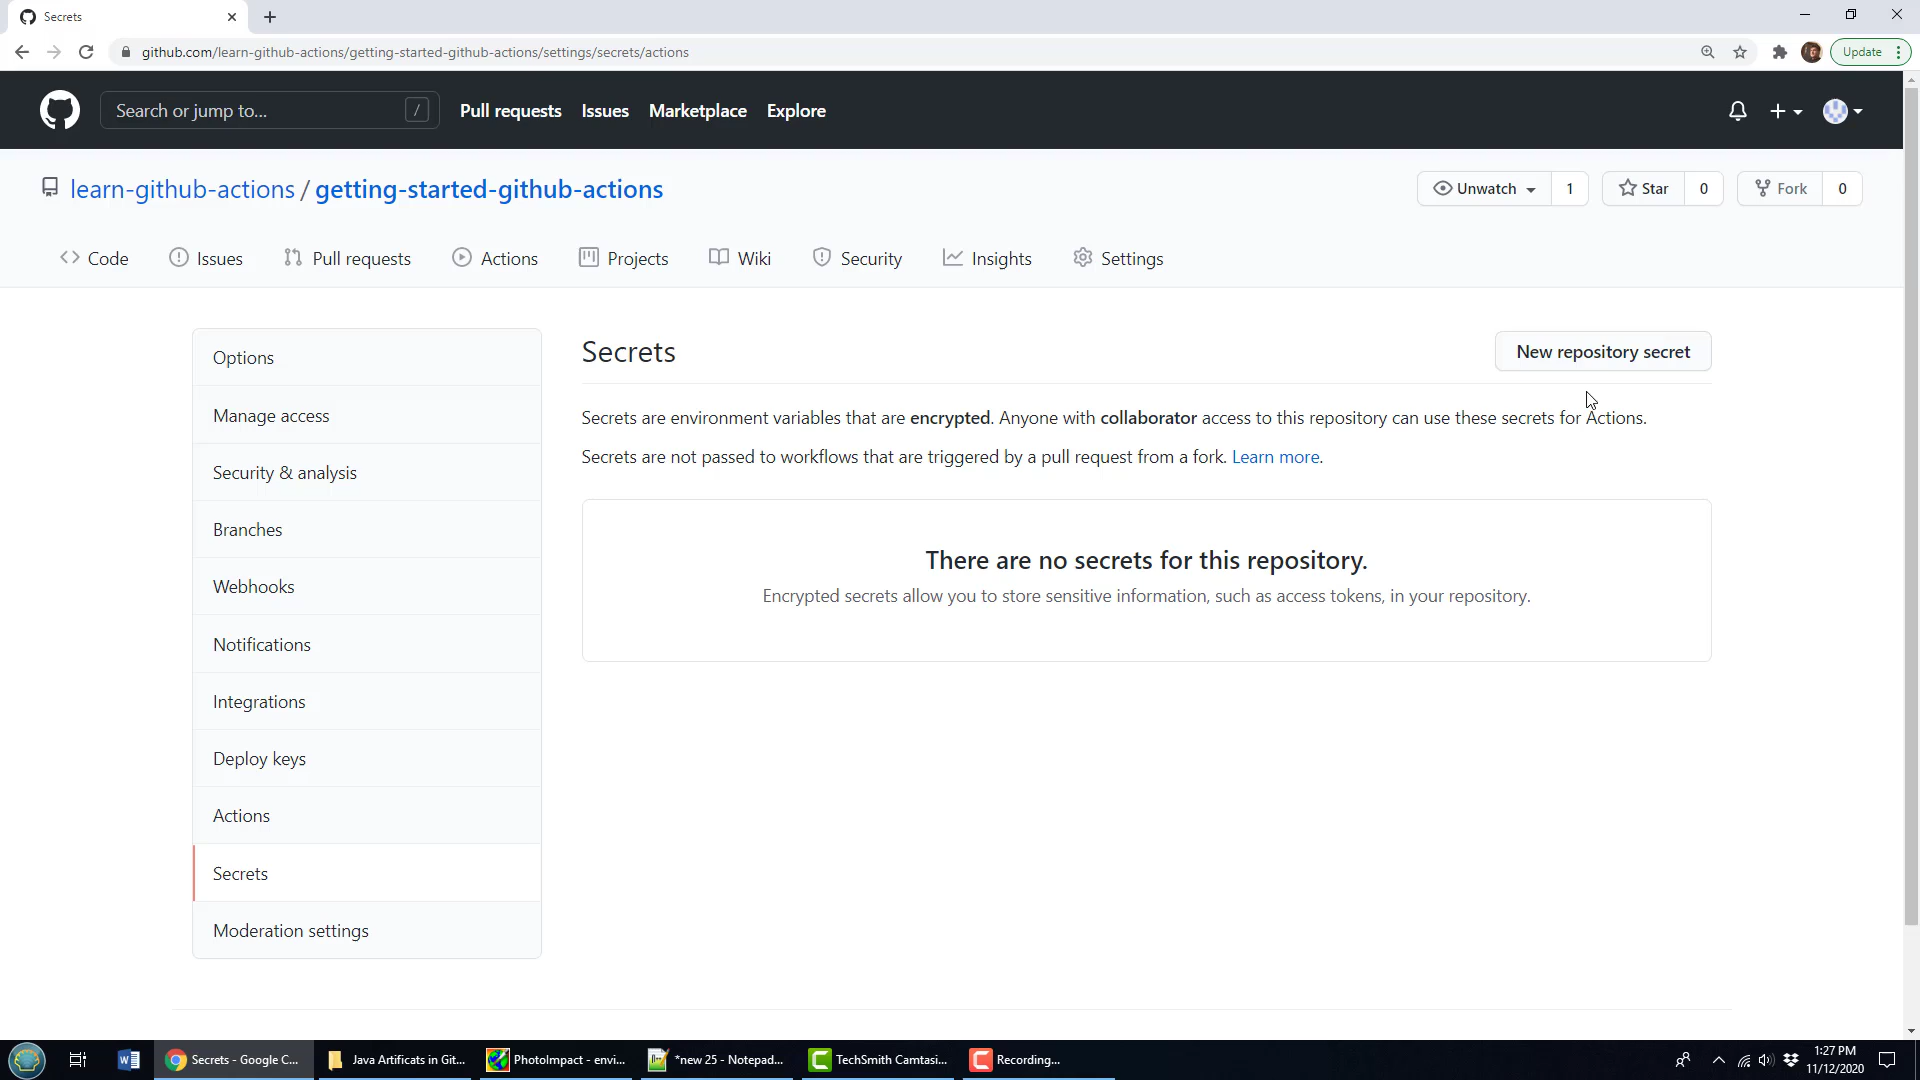 Secrets
github.com/learn-github-actions/getting-started-github-actions/settings/secrets/actions
Update
Search or jump to...
/
Pull requests
Issues
Marketplace
Explore
learn-github-actions / getting-started-github-actions
Unwatch 1
Star 0
Fork 0
Code
Issues
Pull requests
Actions
Projects
Wiki
Security
Insights
Settings
Options
Manage access
Security & analysis
Branches
Webhooks
Notifications
Integrations
Deploy keys
Actions
Secrets
Moderation settings
Secrets
New repository secret
Secrets are environment variables that are encrypted. Anyone with collaborator access to this repository can use these secrets for Actions.
Secrets are not passed to workflows that are triggered by a pull request from a fork. Learn more.
There are no secrets for this repository.
Encrypted secrets allow you to store sensitive information, such as access tokens, in your repository.
Secrets - Google C...
Java Artificats in Git...
PhotoImpact - envi...
*new 25 - Notepad...
TechSmith Camtasi...
Recording...
1:27 PM
11/12/2020